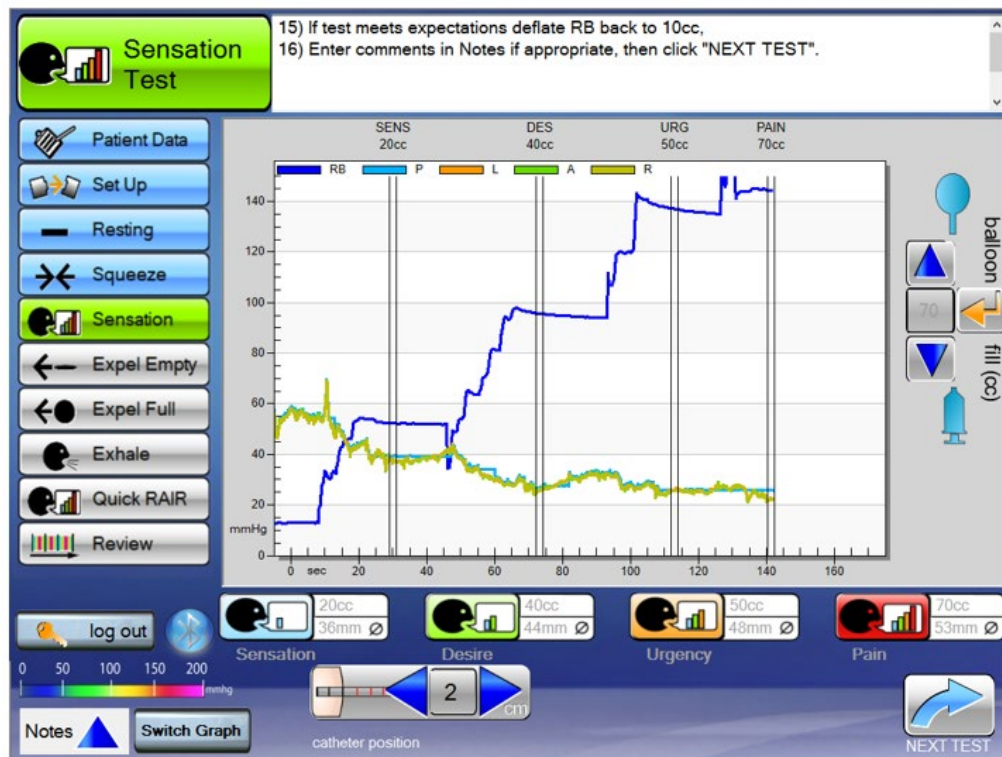 Sensation
Test
15) If test meets expectations deflate RB back to 10cc,
16) Enter comments in Notes if appropriate, then click "NEXT TEST".
Patient Data
Set Up
Resting
Squeeze
Sensation
Expel Empty
Expel Full
Exhale
Quick RAIR
Review
SENS
20cc
DES
40cc
URG
50cc
PAIN
70cc
RB P L A R
140
120
100
80
60
40
20
mmHg
0
0 sec 20 40 60 80 100 120 140 160
balloon fill (cc)
70
log out
20cc
36mm Ø
Sensation
40cc
44mm Ø
Desire
50cc
48mm Ø
Urgency
70cc
53mm Ø
Pain
0 50 100 150 200
mmhg
2
cm
catheter position
Notes
Switch Graph
NEXT TEST